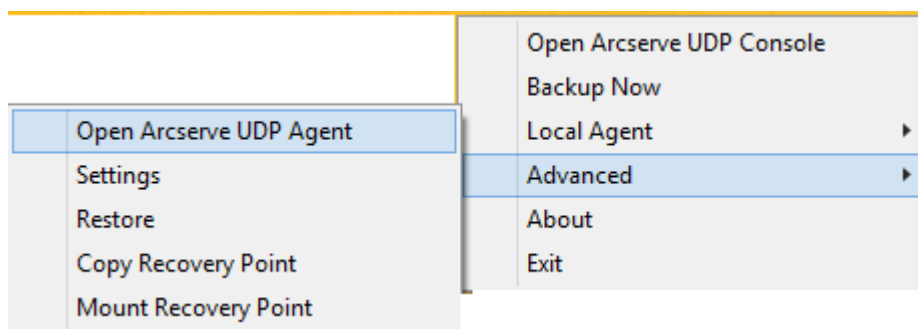 Open Arcserve UDP Console
Backup Now
Local Agent
Advanced
About
Exit
Open Arcserve UDP Agent
Settings
Restore
Copy Recovery Point
Mount Recovery Point